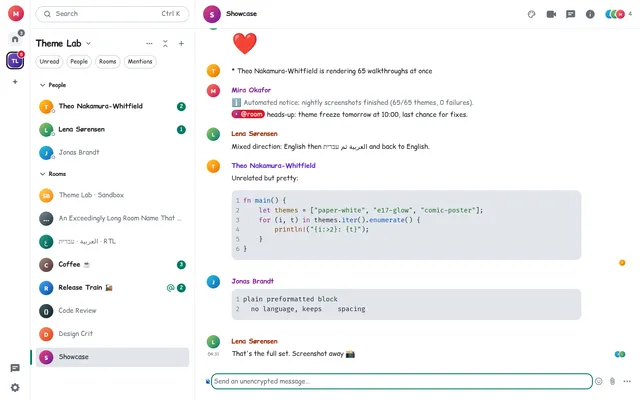 M
Search
Ctrl K
S
Showcase
4
3
TL
6
Theme Lab
Unread
People
Rooms
Mentions
People
T
Theo Nakamura-Whitfield
2
L
Lena Sørensen
1
J
Jonas Brandt
Rooms
SB
Theme Lab · Sandbox
An Exceedingly Long Room Name That ...
العربية · עברית · RTL
C
Coffee ☕
3
R
Release Train 🚂
@
2
{}
Code Review
D
Design Crit
S
Showcase
❤️
T
* Theo Nakamura-Whitfield is rendering 65 walkthroughs at once
M
Mira Okafor
ℹ️ Automated notice: nightly screenshots finished (65/65 themes, 0 failures).
@room heads-up: theme freeze tomorrow at 10:00, last chance for fixes.
L
Lena Sørensen
Mixed direction: English then العربية ثم עברית and back to English.
T
Theo Nakamura-Whitfield
Unrelated but pretty:
1 fn main() {
2 let themes = ["paper-white", "e17-glow", "comic-poster"];
3 for (i, t) in themes.iter().enumerate() {
4 println!("{i:>2}: {t}");
5 }
6 }
J
Jonas Brandt
1 plain preformatted block
2 no language, keeps    spacing
L
Lena Sørensen
That's the full set. Screenshot away 📸
Send an unencrypted message...